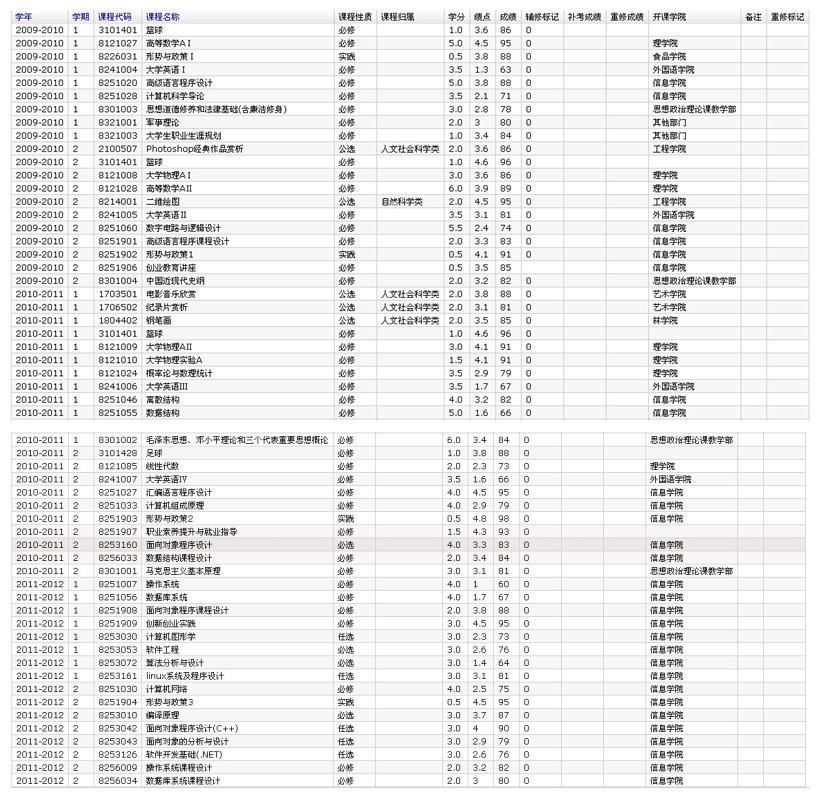 学年 学期 课程代码 课程名称 课程性质 课程归属 学分 绩点 成绩 辅修标记 补考成绩 重修成绩 开课学院 备注 重修标记
2009-2010 1 3101401 篮球 必修 1.0 3.6 86 0
2009-2010 1 8121027 高等数学AⅠ 必修 5.0 4.5 95 0 理学院
2009-2010 1 8226031 形势与政策Ⅰ 实践 0.5 3.8 88 0 食品学院
2009-2010 1 8241004 大学英语Ⅰ 必修 3.5 1.3 63 0 外国语学院
2009-2010 1 8251020 高级语言程序设计 必修 5.0 3.8 88 0 信息学院
2009-2010 1 8251028 计算机科学导论 必修 3.5 2.1 71 0 信息学院
2009-2010 1 8301003 思想道德修养和法律基础(含廉洁修身) 必修 3.0 2.8 78 0 思想政治理论课教学部
2009-2010 1 8321001 军事理论 必修 2.0 3 80 0 其他部门
2009-2010 1 8321003 大学生职业生涯规划 必修 1.0 3.4 84 0 其他部门
2009-2010 2 2100507 Photoshop经典作品赏析 公选 人文社会科学类 2.0 3.6 86 0 工程学院
2009-2010 2 3101401 篮球 必修 1.0 4.6 96 0
2009-2010 2 8121008 大学物理AⅠ 必修 3.0 3.6 86 0 理学院
2009-2010 2 8121028 高等数学AII 必修 6.0 3.9 89 0 理学院
2009-2010 2 8214001 二维绘图 公选 自然科学类 2.0 4.5 95 0 工程学院
2009-2010 2 8241005 大学英语Ⅱ 必修 3.5 3.1 81 0 外国语学院
2009-2010 2 8251060 数字电路与逻辑设计 必修 5.5 2.4 74 0 信息学院
2009-2010 2 8251901 高级语言程序课程设计 必修 2.0 3.3 83 0 信息学院
2009-2010 2 8251902 形势与政策1 实践 0.5 4.1 91 0 信息学院
2009-2010 2 8251906 创业教育讲座 必修 0.5 3.5 85 信息学院
2009-2010 2 8301004 中国近现代史纲 必修 2.0 3.2 82 0 思想政治理论课教学部
2010-2011 1 1703501 电影音乐欣赏 公选 人文社会科学类 2.0 3.8 88 0 艺术学院
2010-2011 1 1706502 纪录片赏析 公选 人文社会科学类 2.0 3.1 81 0 艺术学院
2010-2011 1 1804402 钢笔画 公选 人文社会科学类 2.0 3.5 85 0 林学院
2010-2011 1 3101401 篮球 必修 1.0 4.6 96 0
2010-2011 1 8121009 大学物理AII 必修 3.0 4.1 91 0 理学院
2010-2011 1 8121010 大学物理实验A 必修 1.5 4.1 91 0 理学院
2010-2011 1 8121024 概率论与数理统计 必修 3.5 2.9 79 0 理学院
2010-2011 1 8241006 大学英语III 必修 3.5 1.7 67 0 外国语学院
2010-2011 1 8251046 离散结构 必修 4.0 3.2 82 0 信息学院
2010-2011 1 8251055 数据结构 必修 5.0 1.6 66 0 信息学院
2010-2011 1 8301002 毛泽东思想、邓小平理论和三个代表重要思想概论 必修 6.0 3.4 84 0 思想政治理论课教学部
2010-2011 2 3101428 足球 必修 1.0 3.8 88 0
2010-2011 2 8121085 线性代数 必修 2.0 2.3 73 0 理学院
2010-2011 2 8241007 大学英语IV 必修 3.5 1.6 66 0 外国语学院
2010-2011 2 8251027 汇编语言程序设计 必修 4.0 4.5 95 0 信息学院
2010-2011 2 8251033 计算机组成原理 必修 4.0 2.9 79 0 信息学院
2010-2011 2 8251903 形势与政策2 实践 0.5 4.8 98 0 信息学院
2010-2011 2 8251907 职业素养提升与就业指导 必修 1.5 4.3 93 0
2010-2011 2 8253160 面向对象程序设计 必选 4.0 3.3 83 0 信息学院
2010-2011 2 8256033 数据结构课程设计 必修 2.0 3.4 84 0 信息学院
2010-2011 2 8301001 马克思主义基本原理 必修 3.0 3.1 81 0 思想政治理论课教学部
2011-2012 1 8251007 操作系统 必修 4.0 1 60 0 信息学院
2011-2012 1 8251056 数据库系统 必修 4.0 1.7 67 0 信息学院
2011-2012 1 8251908 面向对象程序课程设计 必修 2.0 3.8 88 0 信息学院
2011-2012 1 8251909 创新创业实践 必修 3.0 4.5 95 0 信息学院
2011-2012 1 8253030 计算机图形学 任选 3.0 2.3 73 0 信息学院
2011-2012 1 8253053 软件工程 必选 3.0 2.6 76 0 信息学院
2011-2012 1 8253072 算法分析与设计 必选 3.0 1.4 64 0 信息学院
2011-2012 1 8253161 linux系统及程序设计 任选 3.0 3.1 81 0 信息学院
2011-2012 2 8251030 计算机网络 必修 4.0 2.5 75 0 信息学院
2011-2012 2 8251904 形势与政策3 实践 0.5 4.5 95 0 信息学院
2011-2012 2 8253010 编译原理 必选 3.0 3.7 87 0 信息学院
2011-2012 2 8253042 面向对象程序设计(C++) 任选 3.0 4 90 0 信息学院
2011-2012 2 8253043 面向对象的分析与设计 任选 3.0 2.9 79 0 信息学院
2011-2012 2 8253126 软件开发基础(.NET) 任选 3.0 2.6 76 0 信息学院
2011-2012 2 8256009 操作系统课程设计 必修 2.0 3.2 82 0 信息学院
2011-2012 2 8256034 数据库系统课程设计 必修 2.0 3 80 0 信息学院